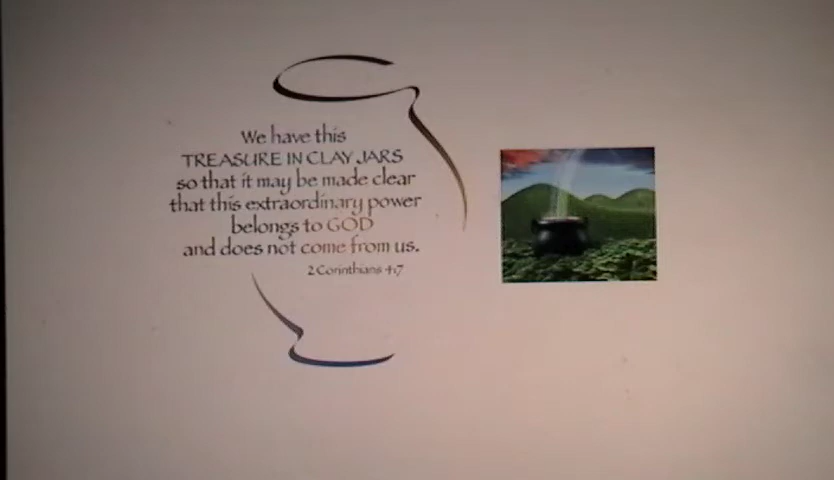 We have this
TREASURE IN CLAY JARS
so that it may be made clear
that this extraordinary power
belongs to GOD
and does not come from us.
2 Corinthians 4:7